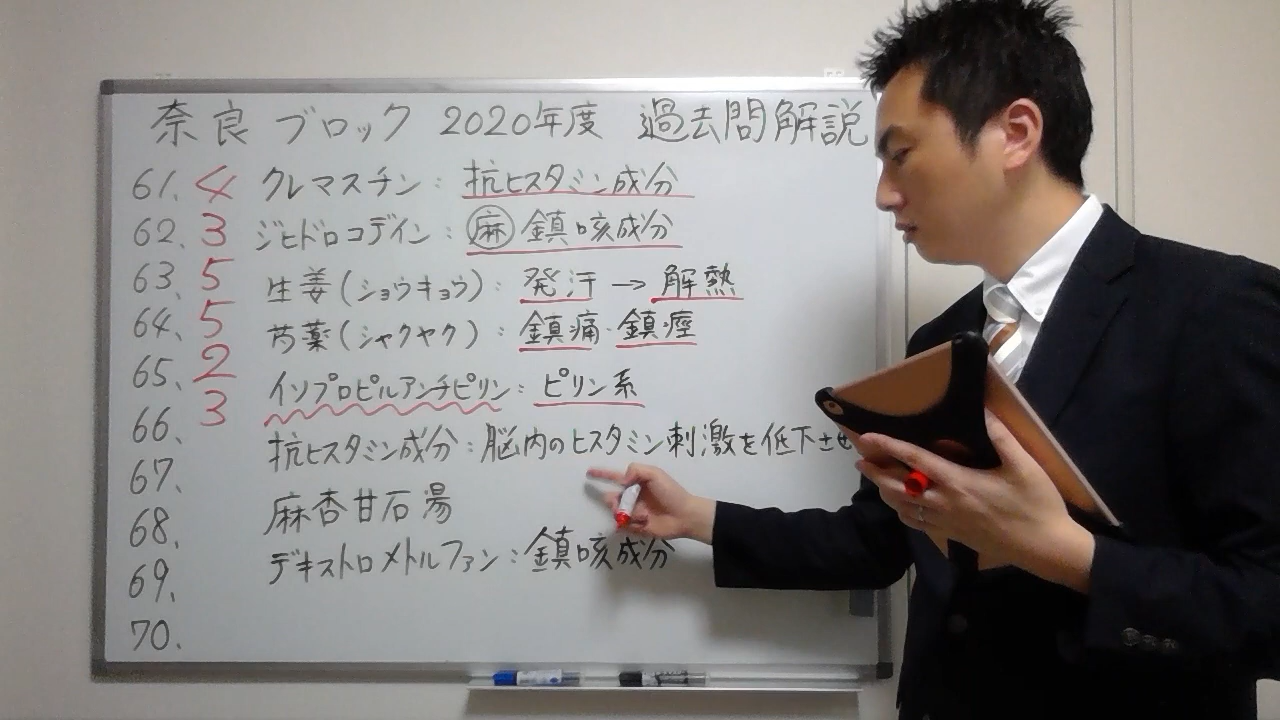 奈良 ブロック 2020年度 過去問解説
61. 4 クレマスチン : 抗ヒスタミン成分
62. 3 ジヒドロコデイン : 麻 鎮咳成分
63. 5 生姜(ショウキョウ) : 発汗 → 解熱
64. 5 芍薬(シャクヤク) : 鎮痛・鎮痙
65. 2 イソプロピルアンチピリン : ピリン系
66. 3 抗ヒスタミン成分 : 脳内のヒスタミン刺激を低下させ
67. 麻杏甘石湯
68. デキストロメトルファン : 鎮咳成分
69.
70.